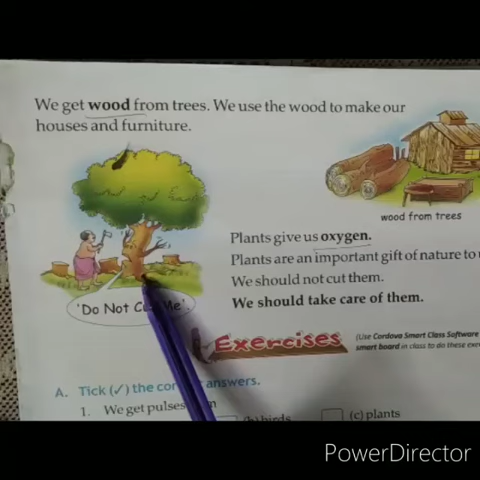 We get wood from trees. We use the wood to make our
houses and furniture.
wood from trees
Plants give us oxygen.
Plants are an important gift of nature to
We should not cut them.
We should take care of them.
'Do Not Me'.
Exercises
(Use Cordova Smart Class Software
smart board in class to do these
A. Tick (✓) the answers.
1. We get pulses
(b) birds
(c) plants
PowerDirector